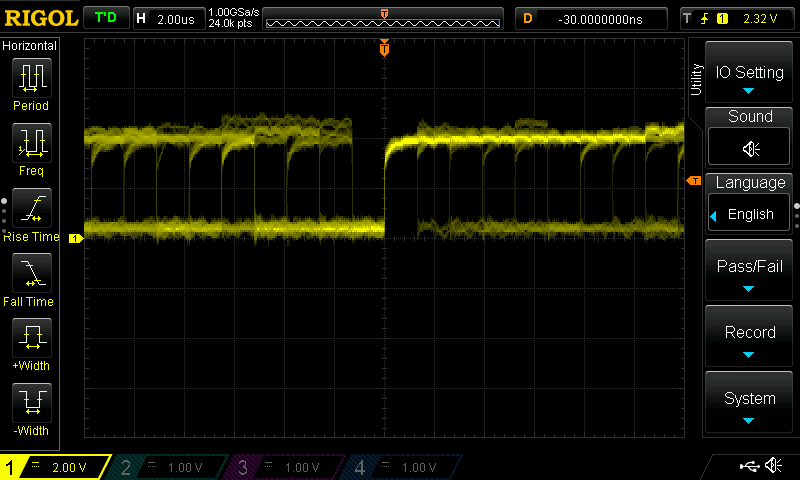 RIGOL T'D H 2.00us 1.00GSa/s 24.0k pts T D -30.0000000ns T 1 2.32 V
Horizontal
Period
Freq
Rise Time
Fall Time
+Width
-Width
T
T
1
Utility
IO Setting
Sound
Language
English
Pass/Fail
Record
System
1 2.00 V 2 1.00 V 3 1.00 V 4 1.00 V